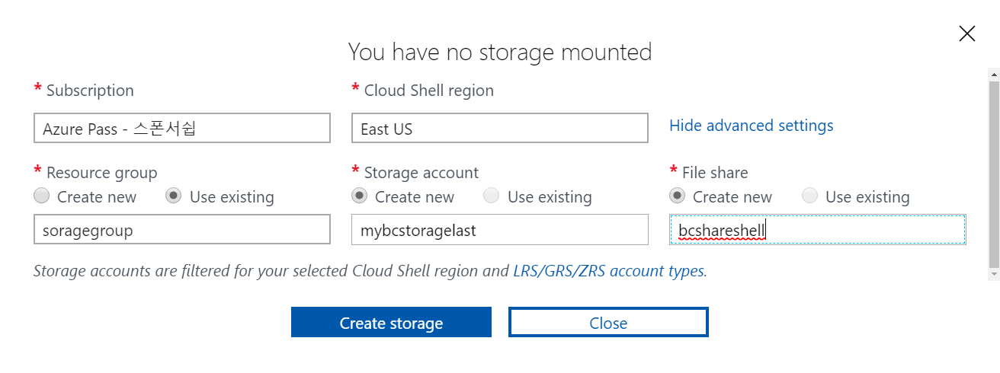 You have no storage mounted
* Subscription
* Cloud Shell region
Azure Pass - 스폰서쉽
East US
Hide advanced settings
* Resource group
* Storage account
* File share
Create new Use existing
Create new Use existing
Create new Use existing
soragegroup
mybcstoragelast
bcshareshell
Storage accounts are filtered for your selected Cloud Shell region and LRS/GRS/ZRS account types.
Create storage
Close